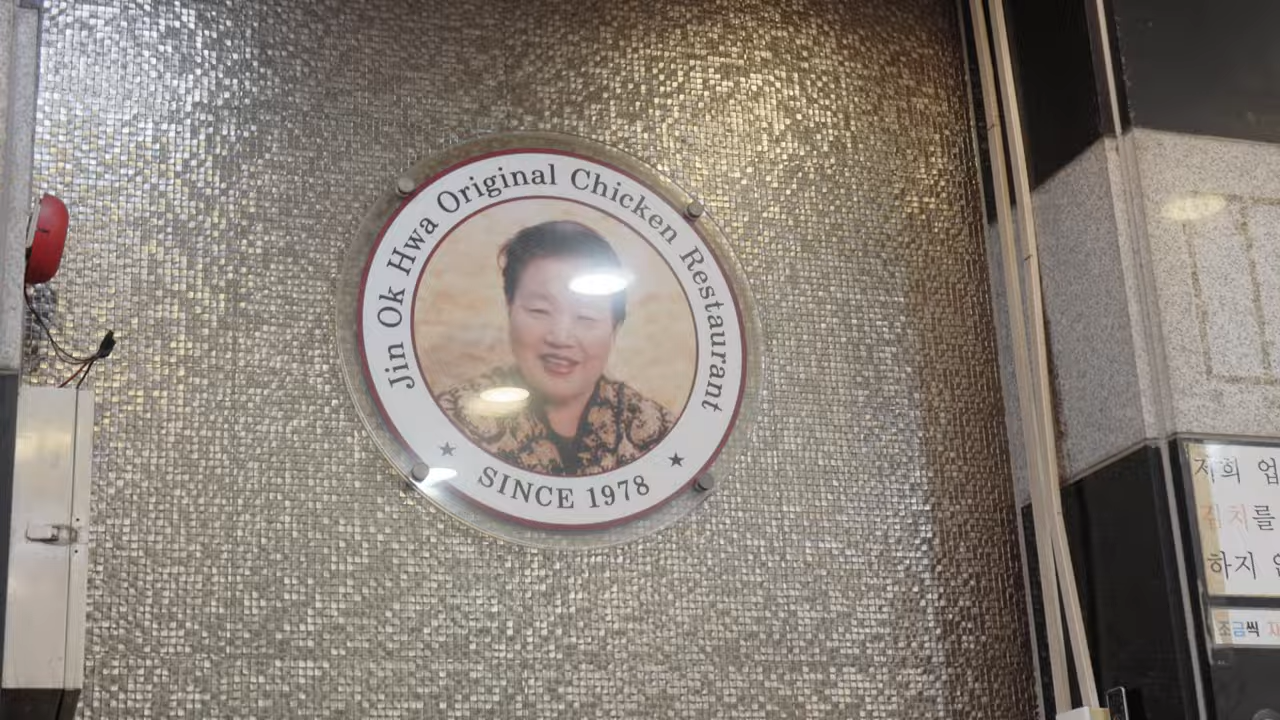 Jin Ok Hwa Original Chicken Restaurant
★ SINCE 1978 ★
저희 업
김치를
하지 않
조금씩